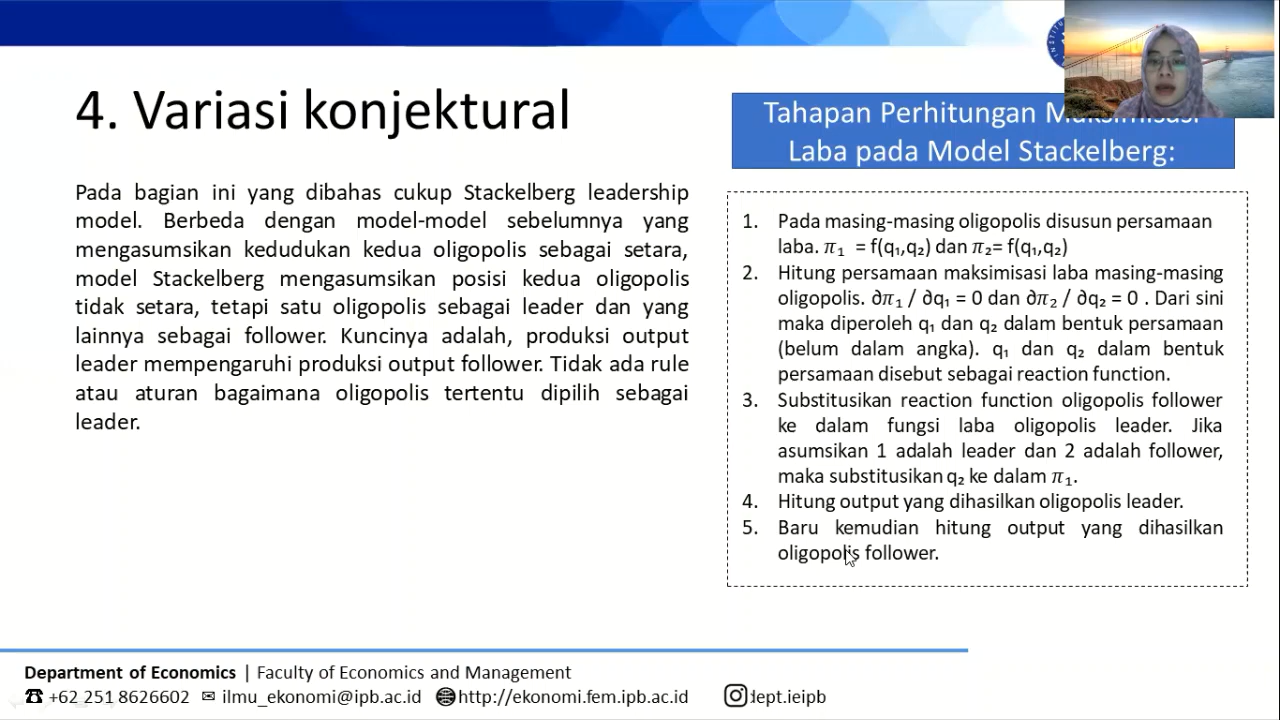 4. Variasi konjektural
Pada bagian ini yang dibahas cukup Stackelberg leadership
model. Berbeda dengan model-model sebelumnya yang
mengasumsikan kedudukan kedua oligopolis sebagai setara,
model Stackelberg mengasumsikan posisi kedua oligopolis
tidak setara, tetapi satu oligopolis sebagai leader dan yang
lainnya sebagai follower. Kuncinya adalah, produksi output
leader mempengaruhi produksi output follower. Tidak ada rule
atau aturan bagaimana oligopolis tertentu dipilih sebagai
leader.
Tahapan Perhitungan
Laba pada Model Stackelberg:
1. Pada masing-masing oligopolis disusun persamaan
laba. π₁ = f(q₁,q₂) dan π₂= f(q₁,q₂)
2. Hitung persamaan maksimisasi laba masing-masing
oligopolis. ∂π₁ / ∂q₁ = 0 dan ∂π₂ / ∂q₂ = 0 . Dari sini
maka diperoleh q₁ dan q₂ dalam bentuk persamaan
(belum dalam angka). q₁ dan q₂ dalam bentuk
persamaan disebut sebagai reaction function.
3. Substitusikan reaction function oligopolis follower
ke dalam fungsi laba oligopolis leader. Jika
asumsikan 1 adalah leader dan 2 adalah follower,
maka substitusikan q₂ ke dalam π₁.
4. Hitung output yang dihasilkan oligopolis leader.
5. Baru kemudian hitung output yang dihasilkan
oligopolis follower.
Department of Economics | Faculty of Economics and Management
☎ +62 251 8626602 ✉ ilmu_ekonomi@ipb.ac.id http://ekonomi.fem.ipb.ac.id dept.ieipb